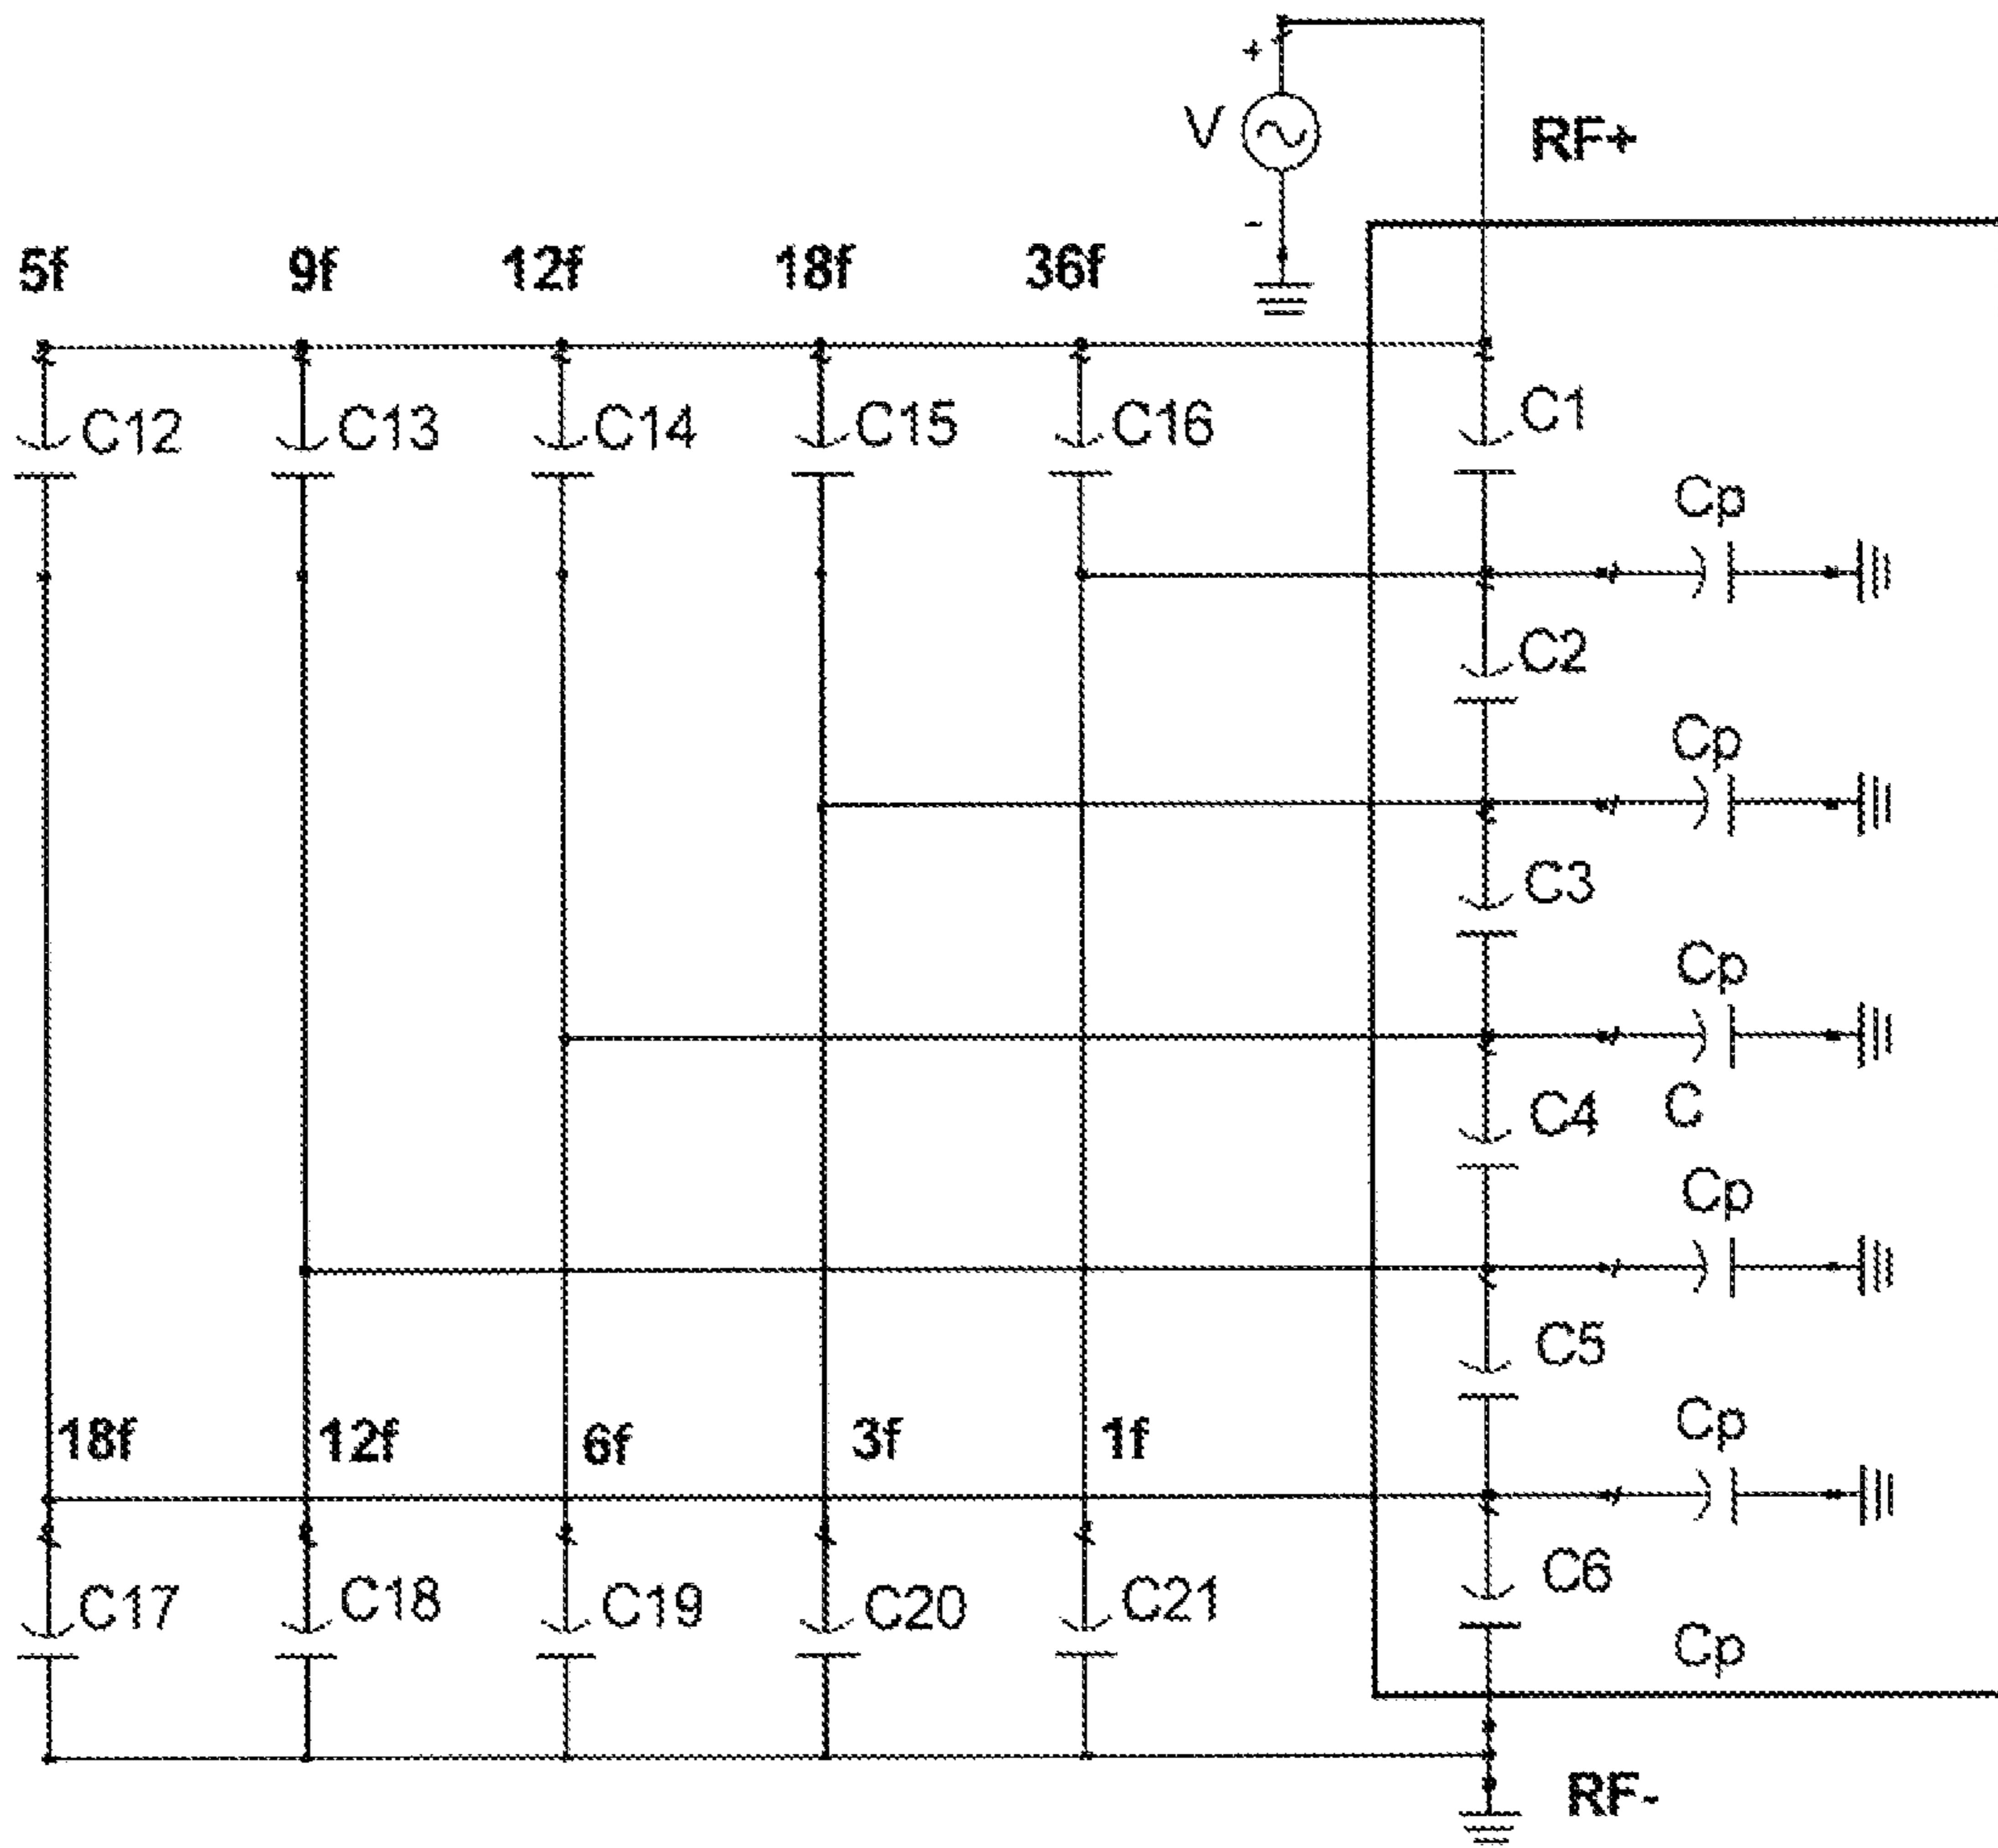 +
V
RF+
-
5f 9f 12f 18f 36f
C12 C13 C14 C15 C16 C1
Cp
C2
Cp
C3
Cp
C4 C
Cp
C5
18f 12f 6f 3f 1f Cp
C17 C18 C19 C20 C21 C6
Cp
RF-